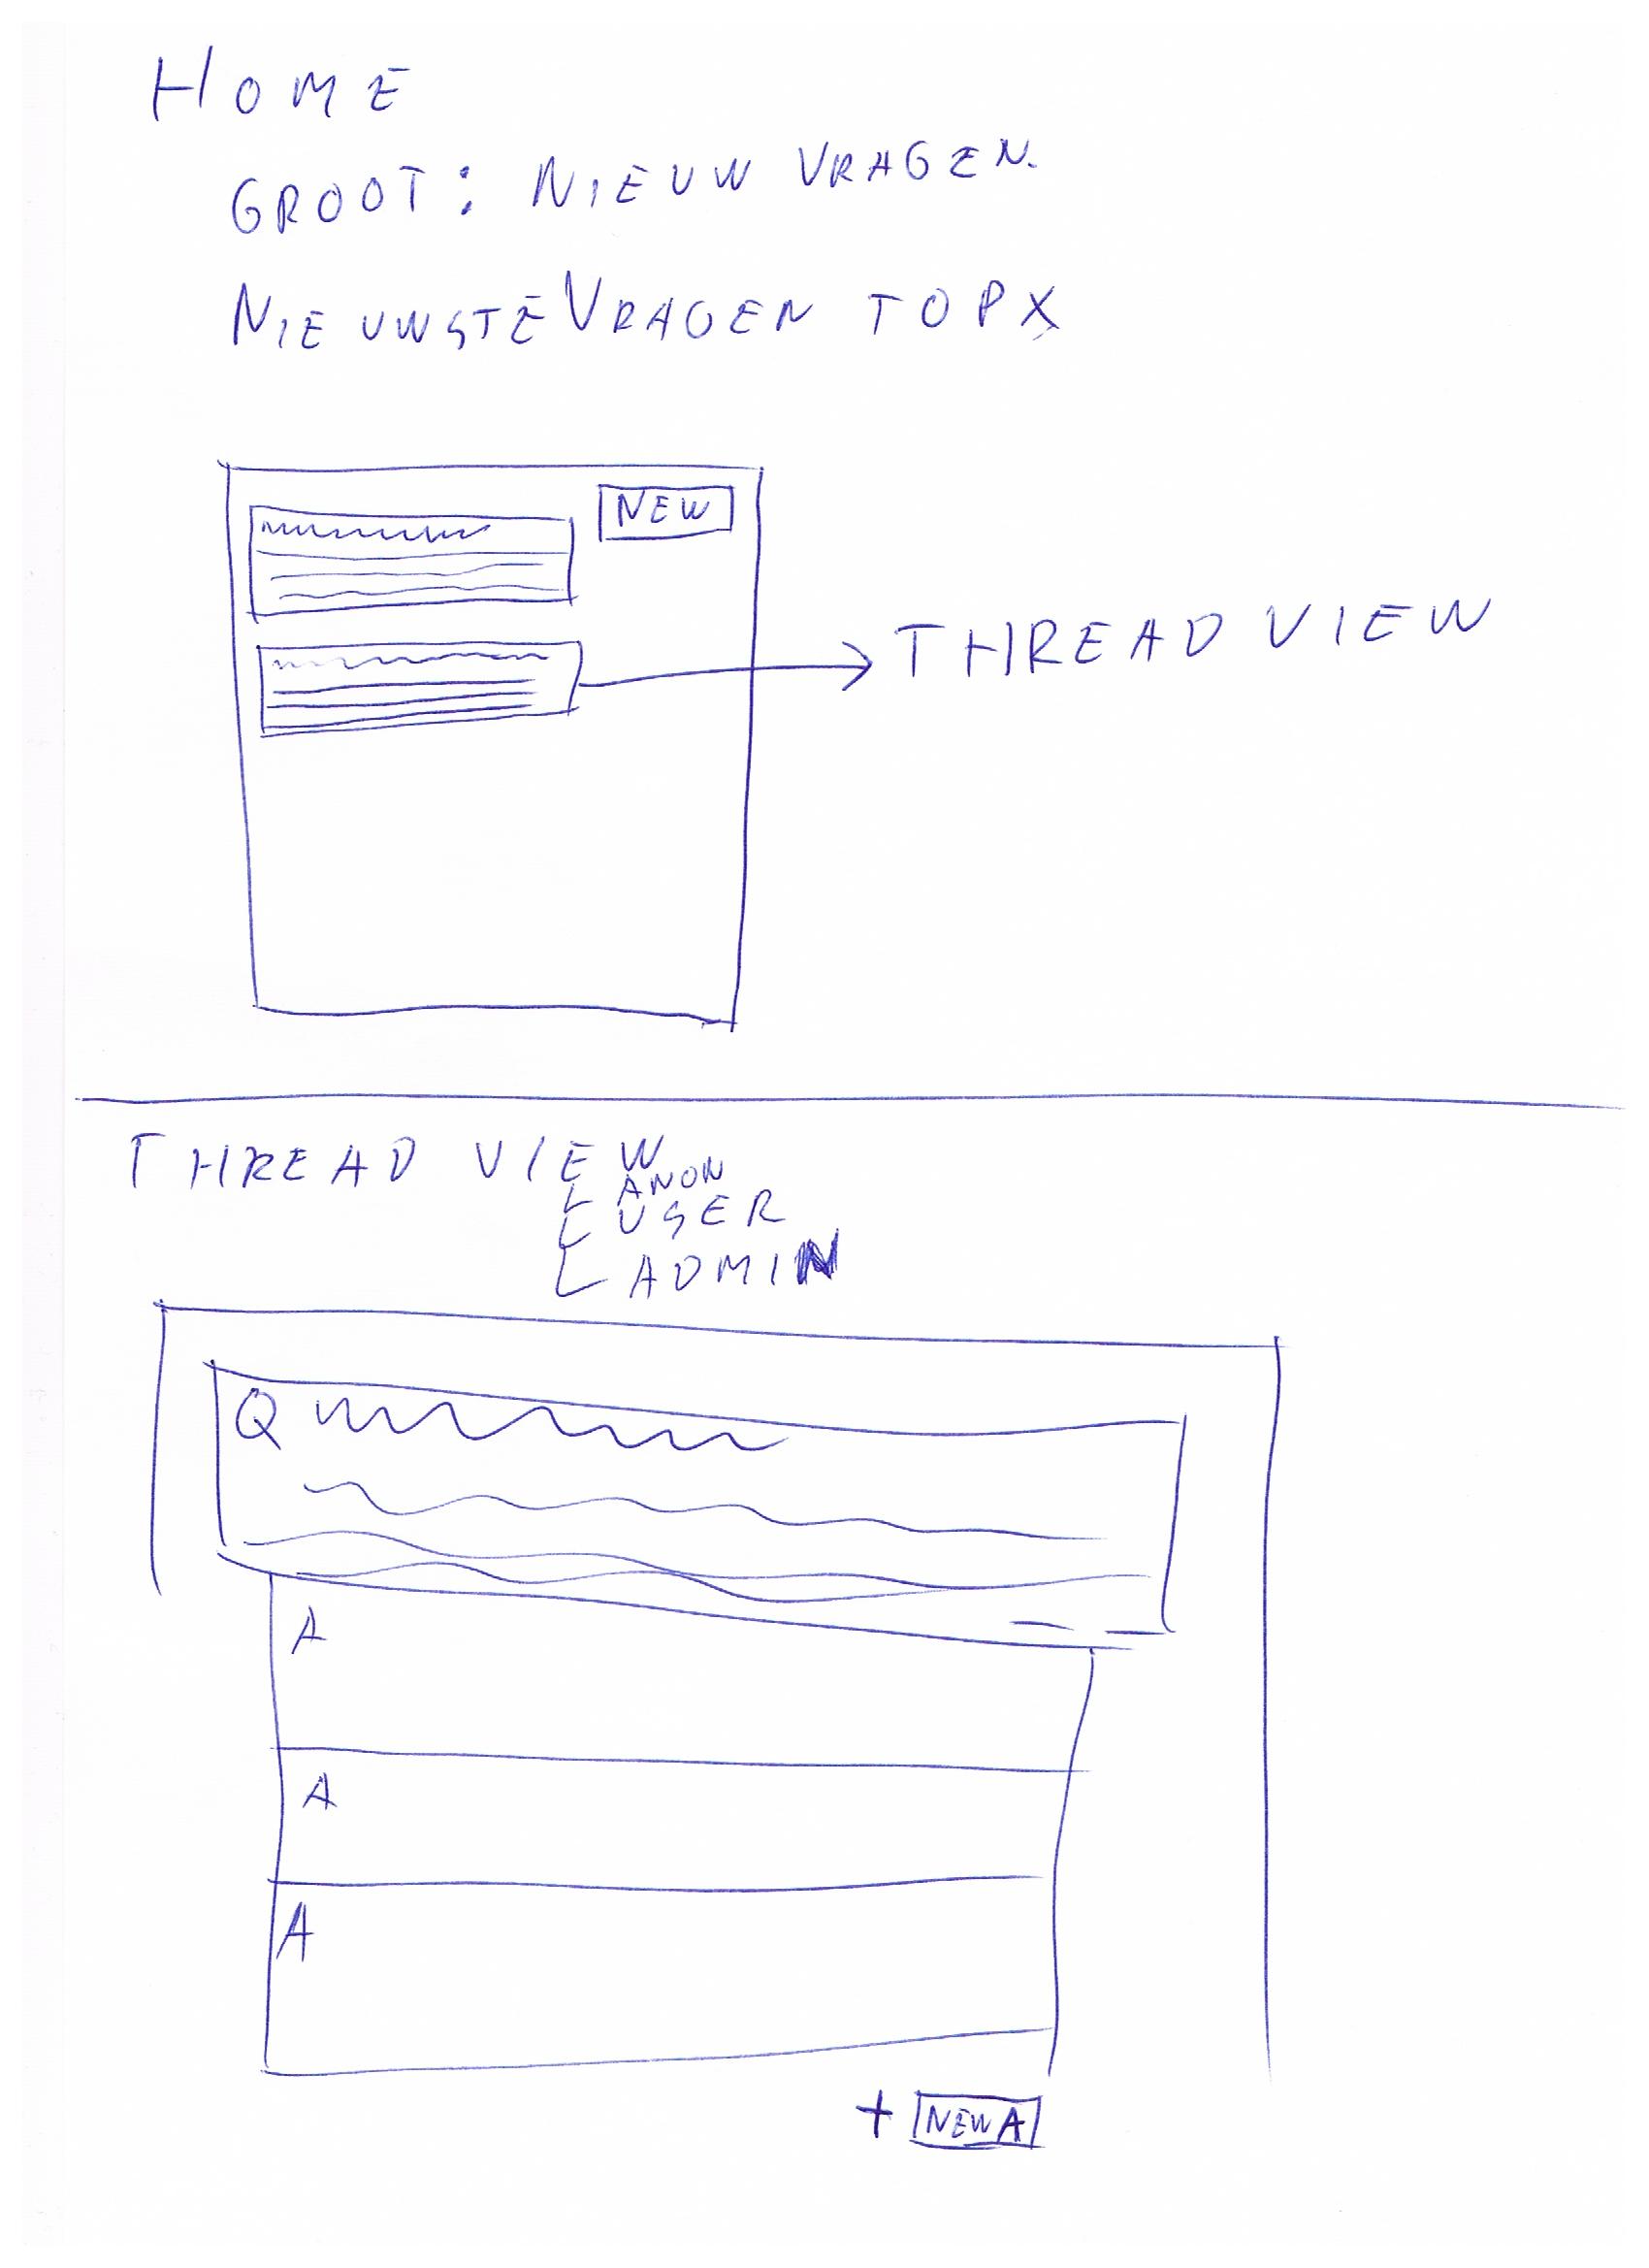 HOME
GROOT: NIEUW VRAGEN.
NIEUWSTE VRAGEN TOP X
NEW
THREAD VIEW
THREAD VIEW
ANON
USER
ADMIN
Q
A
A
A
+ NEW A